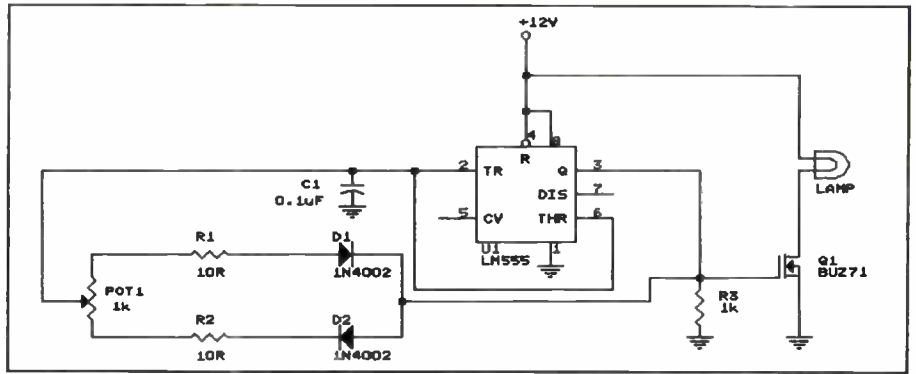 +12V
4
8
R
2
TR
Q
3
C1
0.1uF
DIS
7
5
CV
THR
6
LAMP
U1
LM555
1
R1
10R
D1
1N4002
Q1
BUZ71
POT1
1k
R2
10R
D2
1N4002
R3
1k